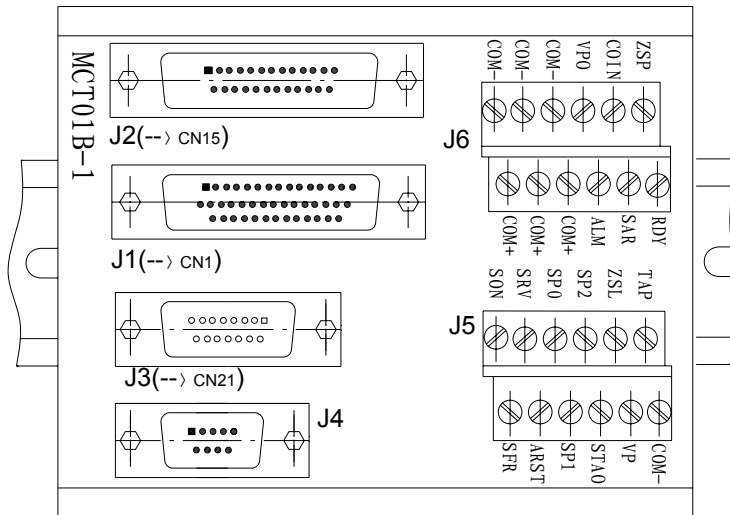 MCT01B-1
J2(--〉CN15)
J1(--〉CN1)
J3(--〉CN21)
J4
COM- COM- COM- VPO COIN ZSP
J6
COM+ COM+ COM+ ALM SAR RDY
SON SRV SP0 SP2 ZSL TAP
J5
SFR ARST SP1 STAO VP COM-